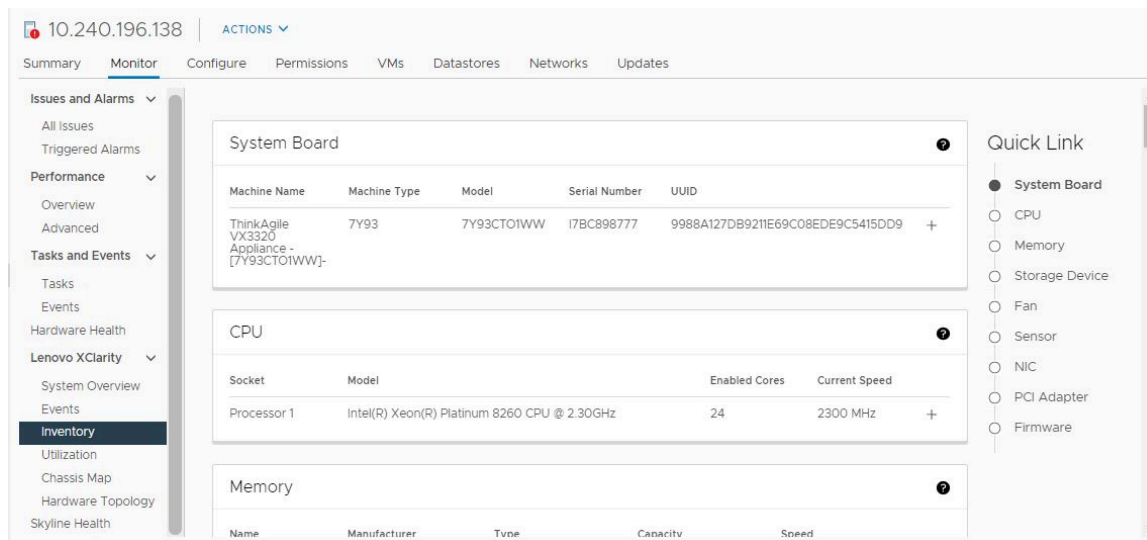 10.240.196.138 ACTIONS
Summary Monitor Configure Permissions VMs Datastores Networks Updates
Issues and Alarms
All Issues
Triggered Alarms
Performance
Overview
Advanced
Tasks and Events
Tasks
Events
Hardware Health
Lenovo XClarity
System Overview
Events
Inventory
Utilization
Chassis Map
Hardware Topology
Skyline Health
System Board
Machine Name Machine Type Model Serial Number UUID
ThinkAgile 7Y93 7Y93CTO1WW I7BC898777 9988A127DB9211E69C08EDE9C5415DD9 +
VX3320
Appliance -
[7Y93CTO1WW]-
CPU
Socket Model Enabled Cores Current Speed
Processor 1 Intel(R) Xeon(R) Platinum 8260 CPU @ 2.30GHz 24 2300 MHz +
Memory
Name Manufacturer Type Capacity Speed
Quick Link
System Board
CPU
Memory
Storage Device
Fan
Sensor
NIC
PCI Adapter
Firmware